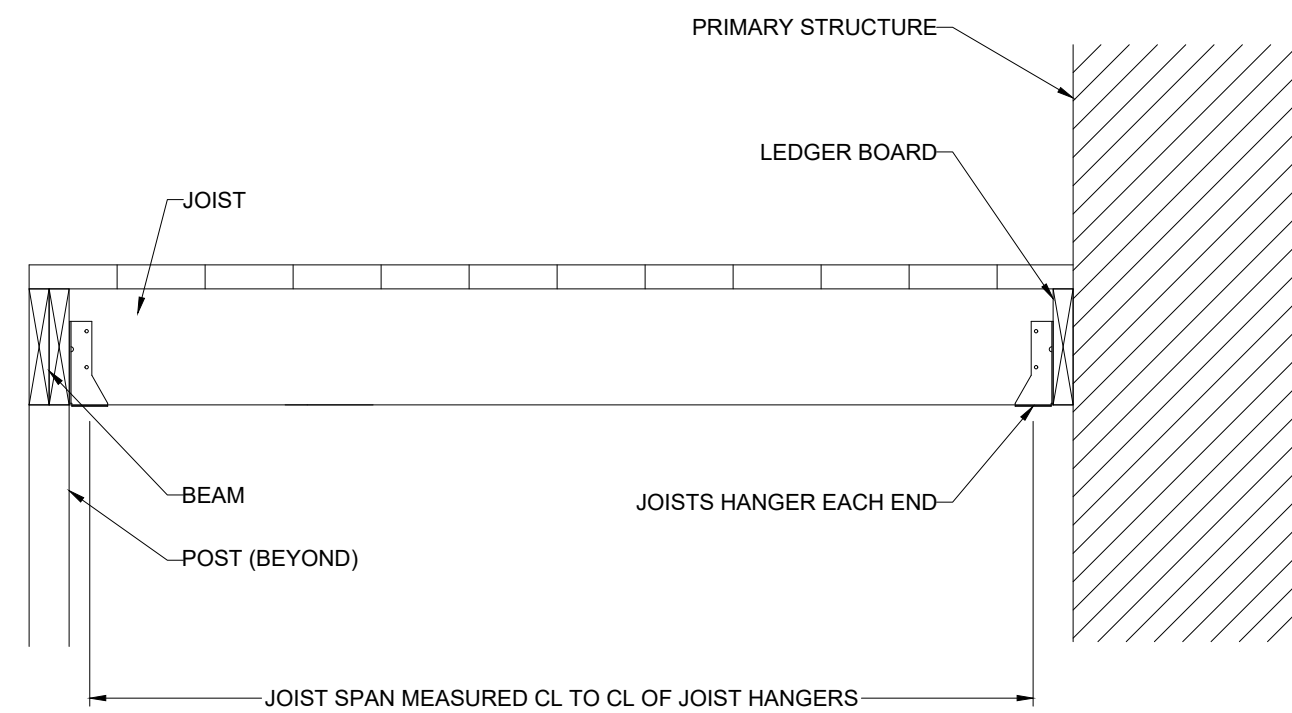 PRIMARY STRUCTURE
LEDGER BOARD
JOIST
BEAM
JOISTS HANGER EACH END
POST (BEYOND)
JOIST SPAN MEASURED CL TO CL OF JOIST HANGERS